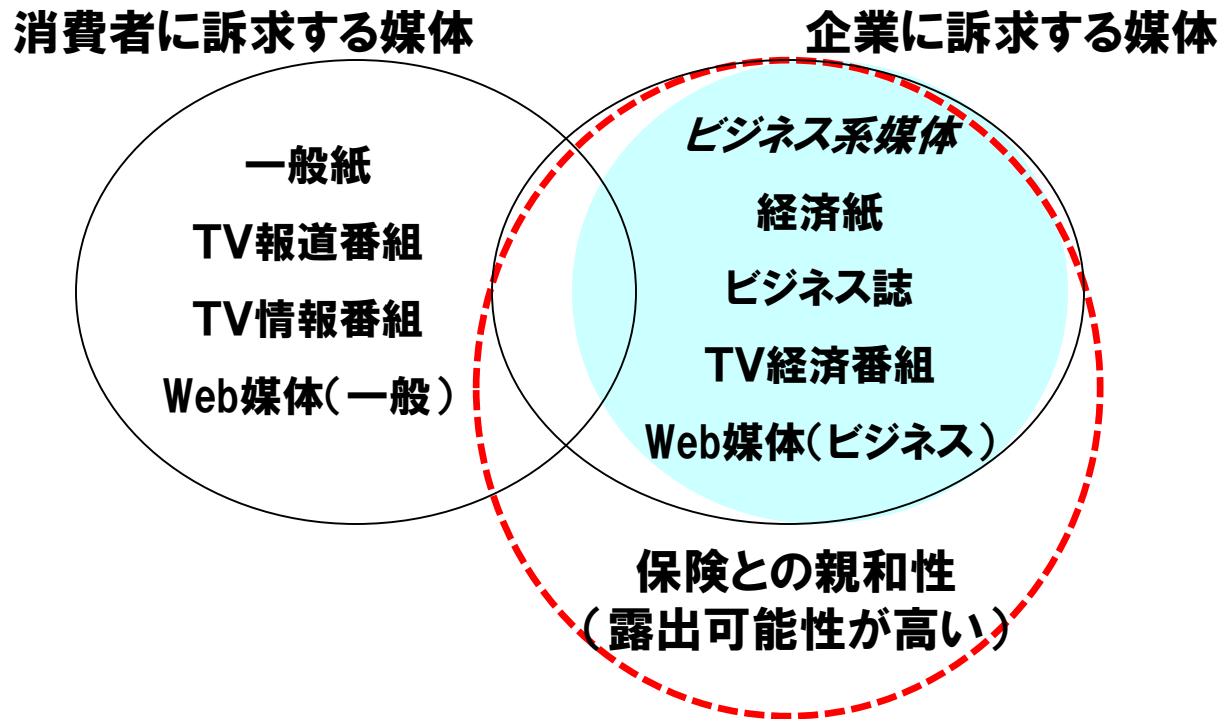 消費者に訴求する媒体
企業に訴求する媒体
一般紙
TV報道番組
TV情報番組
Web媒体(一般)
ビジネス系媒体
経済紙
ビジネス誌
TV経済番組
Web媒体(ビジネス)
保険との親和性
(露出可能性が高い)